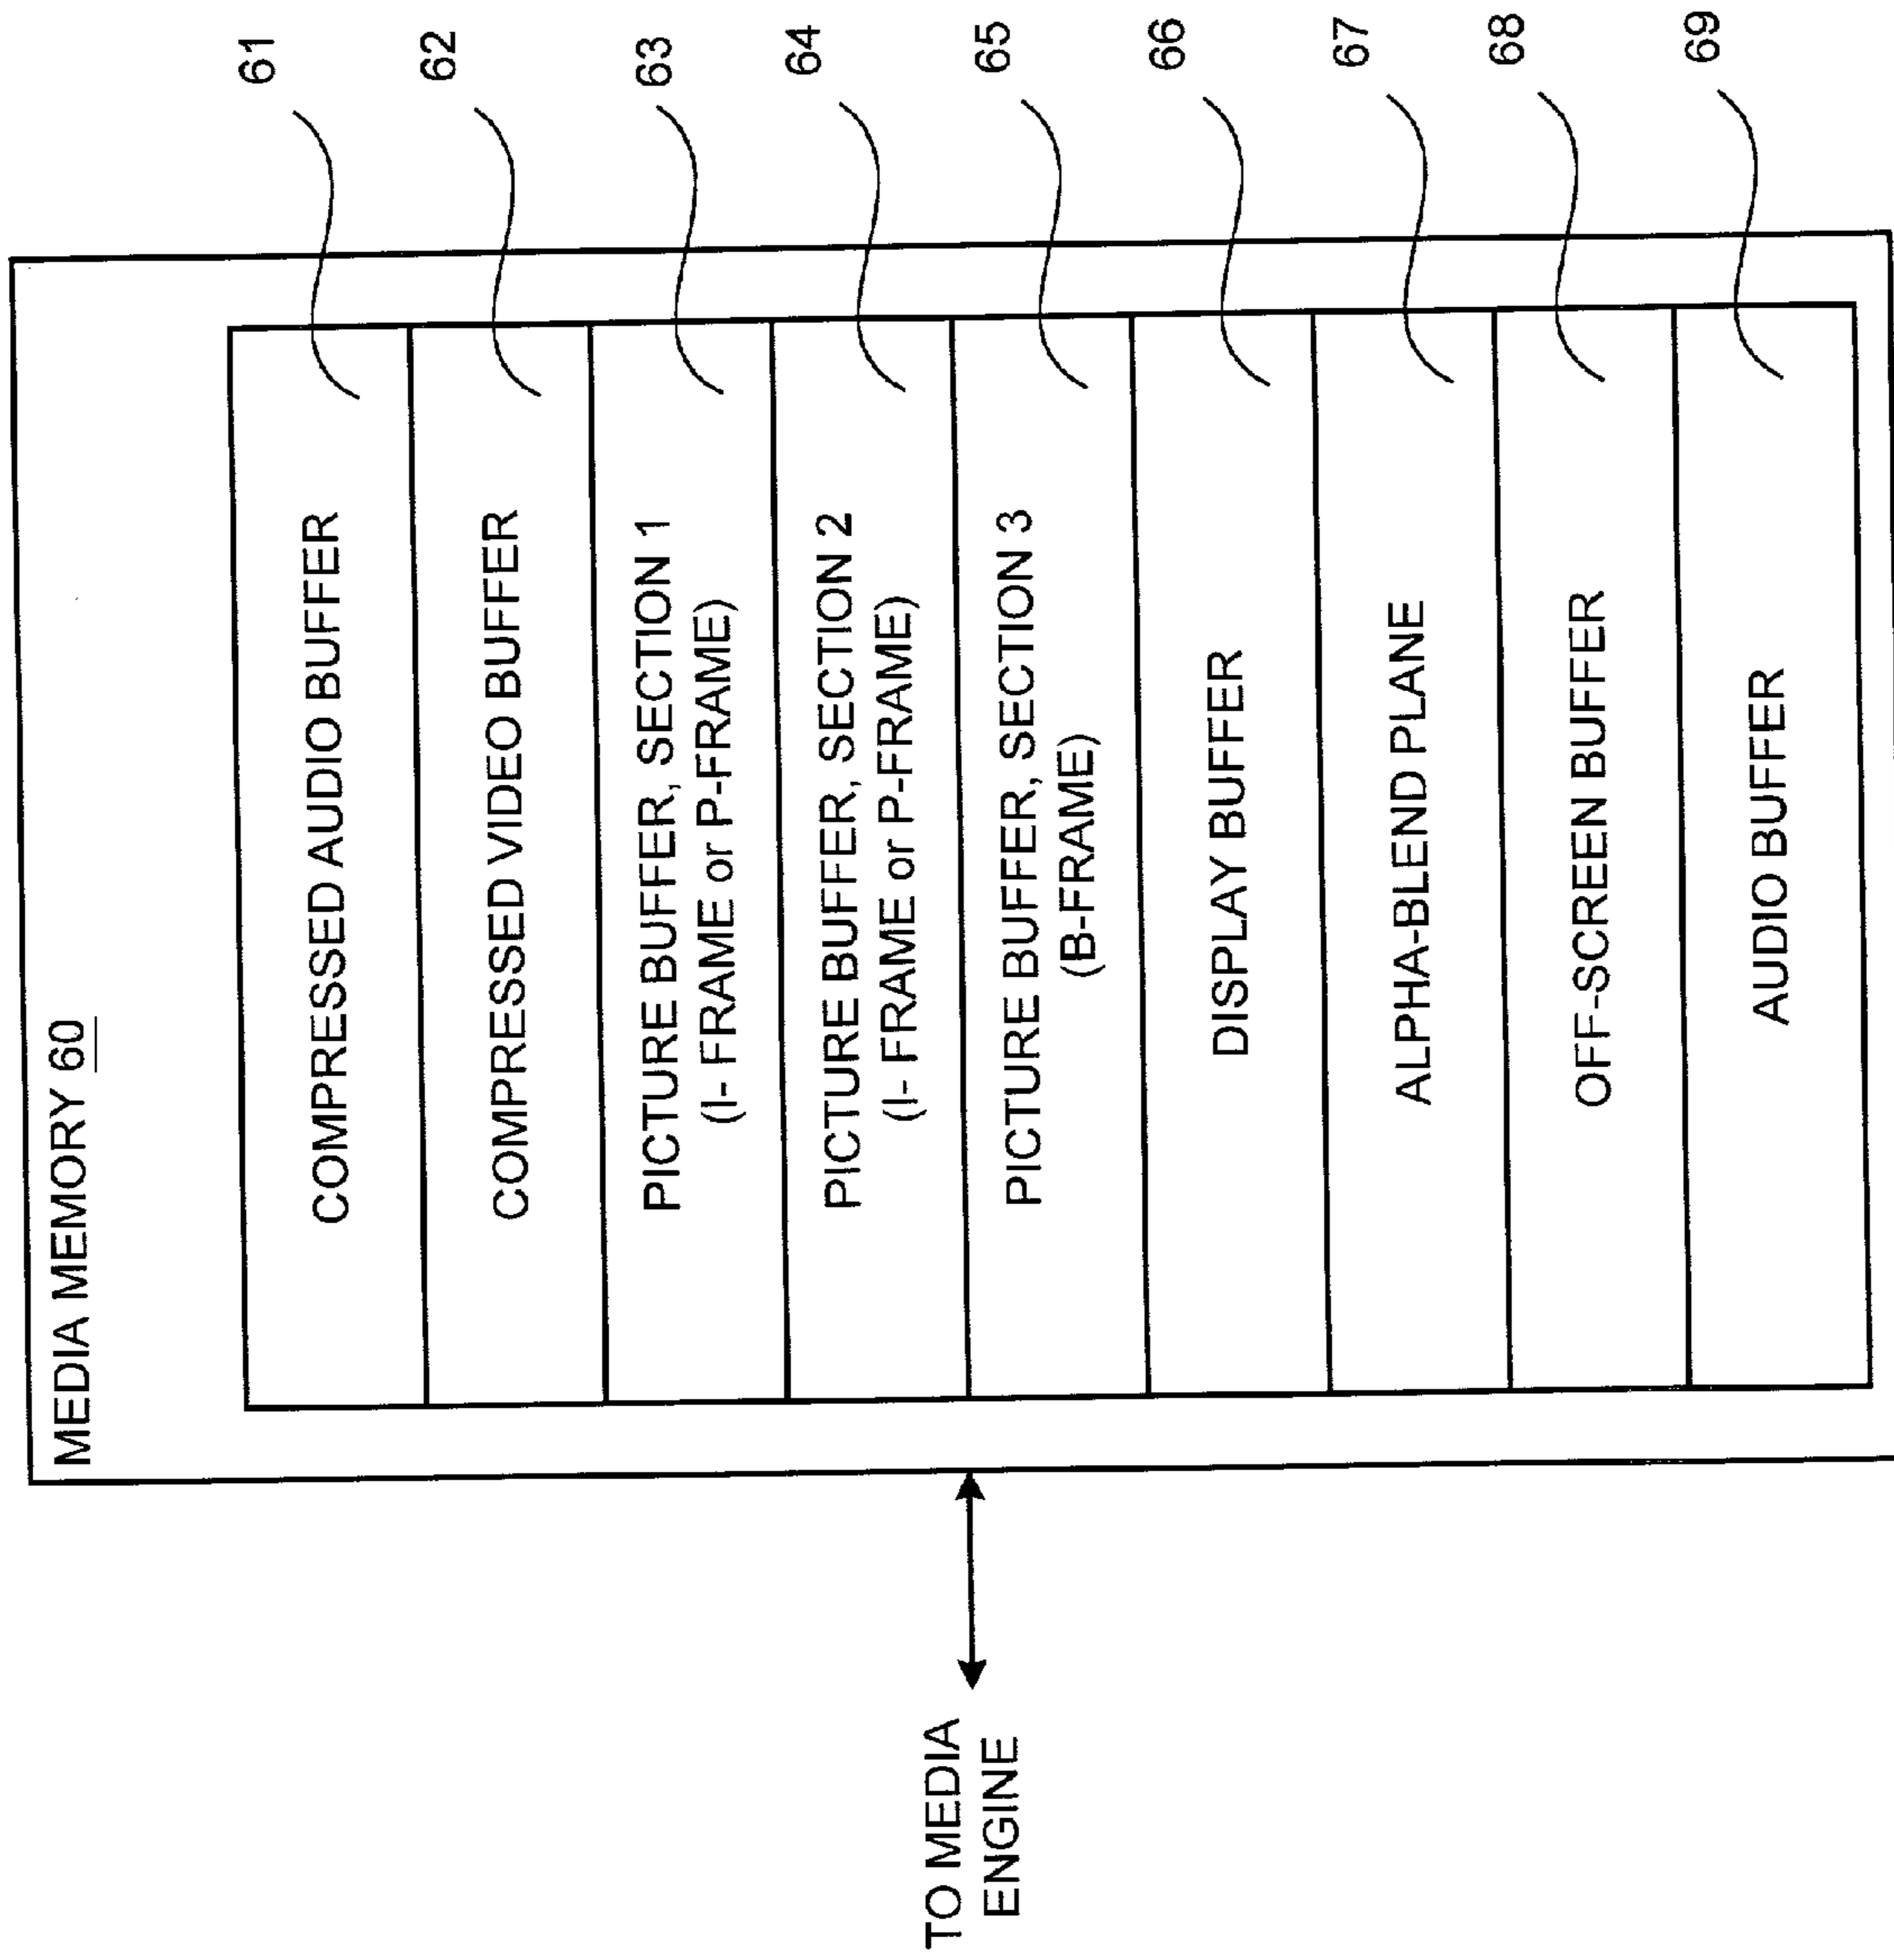 MEDIA MEMORY 60
COMPRESSED AUDIO BUFFER
61
COMPRESSED VIDEO BUFFER
62
PICTURE BUFFER, SECTION 1
(I- FRAME or P-FRAME)
63
PICTURE BUFFER, SECTION 2
(I- FRAME or P-FRAME)
64
PICTURE BUFFER, SECTION 3
(B-FRAME)
65
DISPLAY BUFFER
66
ALPHA-BLEND PLANE
67
OFF-SCREEN BUFFER
68
AUDIO BUFFER
69
TO MEDIA
ENGINE